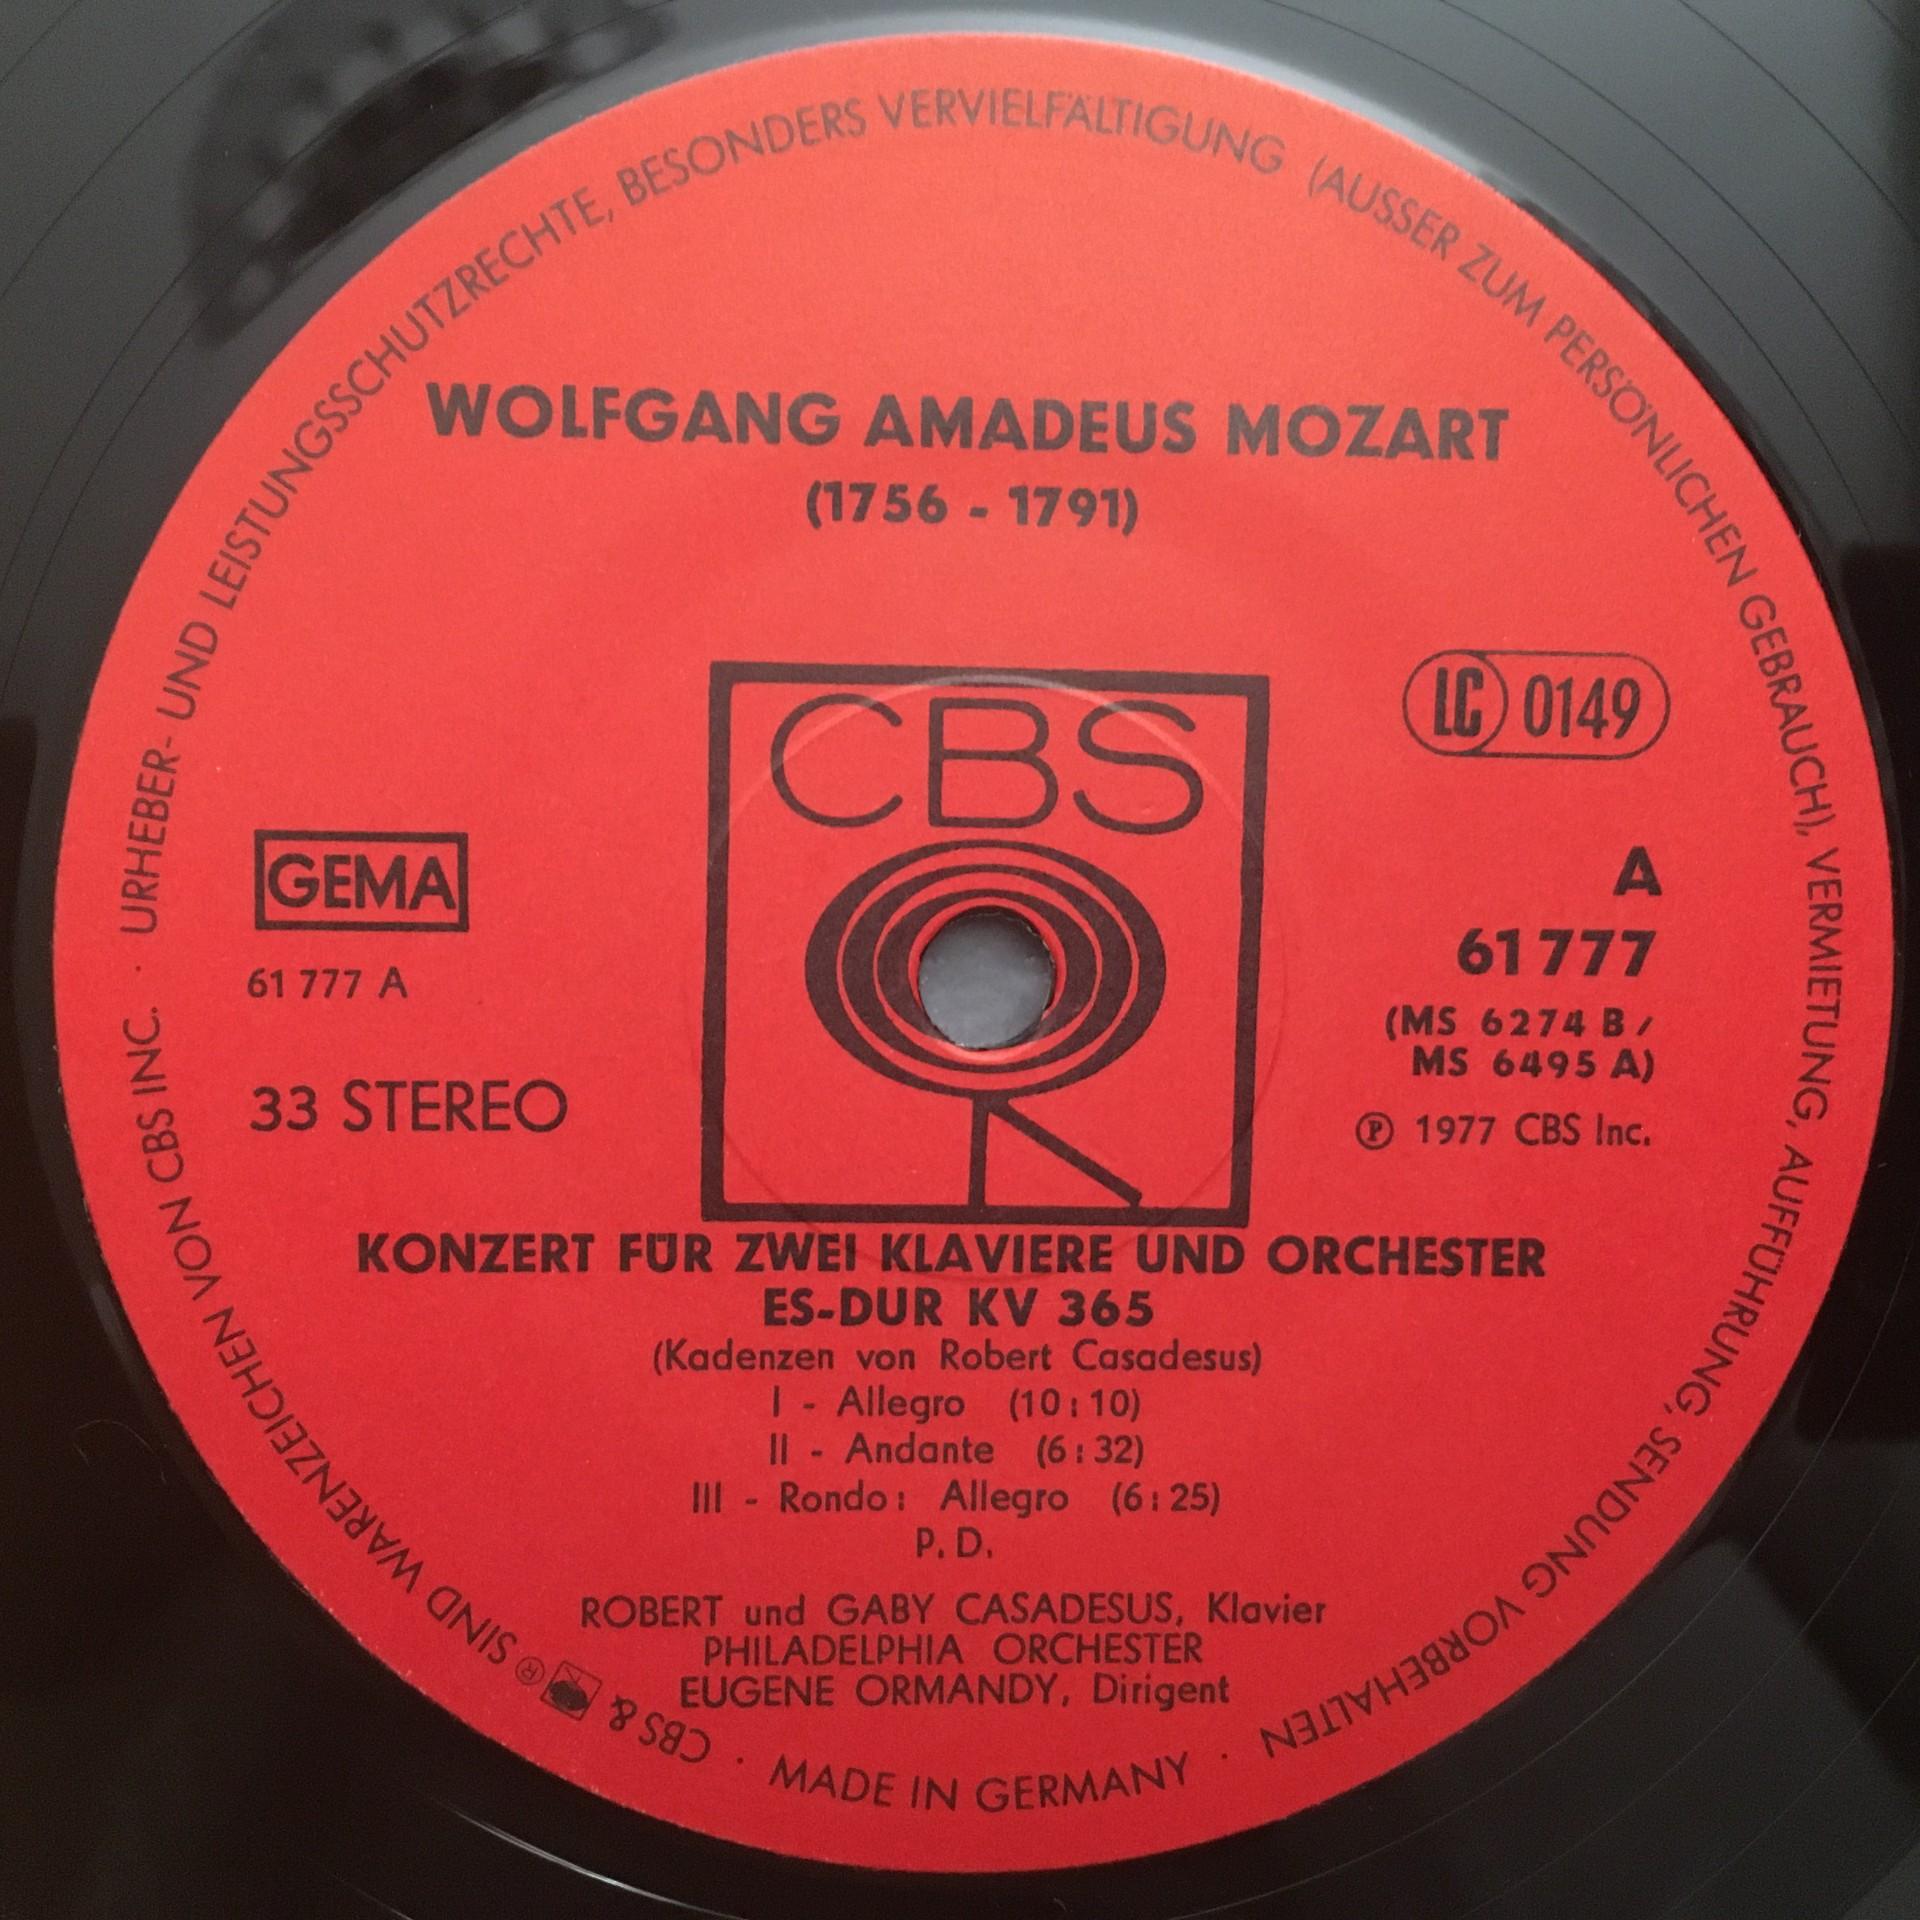 WOLFGANG AMADEUS MOZART
(1756 - 1791)
CBS
LC 0149
GEMA
61 777 A
33 STEREO
A
61 777
(MS 6274 B /
MS 6495 A)
℗ 1977 CBS Inc.
KONZERT FÜR ZWEI KLAVIERE UND ORCHESTER
ES-DUR KV 365
(Kadenzen von Robert Casadesus)
I - Allegro (10:10)
II - Andante (6:32)
III - Rondo: Allegro (6:25)
P. D.
ROBERT und GABY CASADESUS, Klavier
PHILADELPHIA ORCHESTER
EUGENE ORMANDY, Dirigent
· URHEBER- UND LEISTUNGSSCHUTZRECHTE, BESONDERS VERVIELFÄLTIGUNG (AUSSER ZUM PERSÖNLICHEN GEBRAUCH), VERMIETUNG, AUFFÜHRUNG, SENDUNG VORBEHALTEN ·
MADE IN GERMANY ·
CBS & ® SIND WARENZEICHEN VON CBS INC.